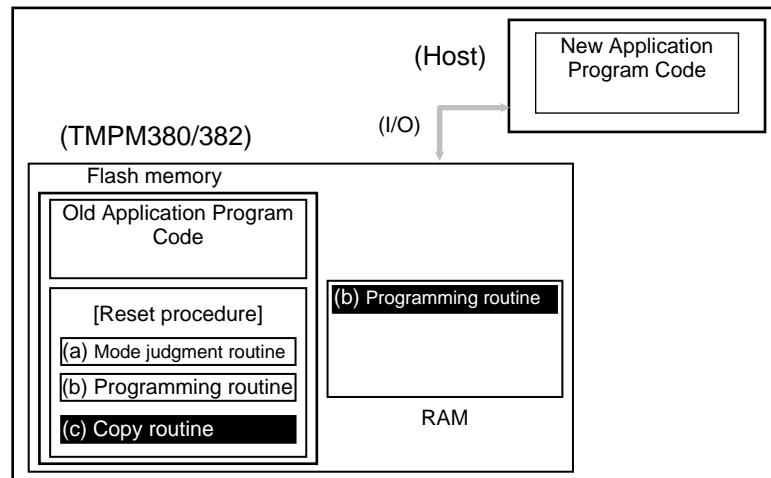 (Host)
New Application
Program Code
(I/O)
(TMPM380/382)
Flash memory
Old Application Program
Code
[Reset procedure]
(a) Mode judgment routine
(b) Programming routine
(c) Copy routine
(b) Programming routine
RAM